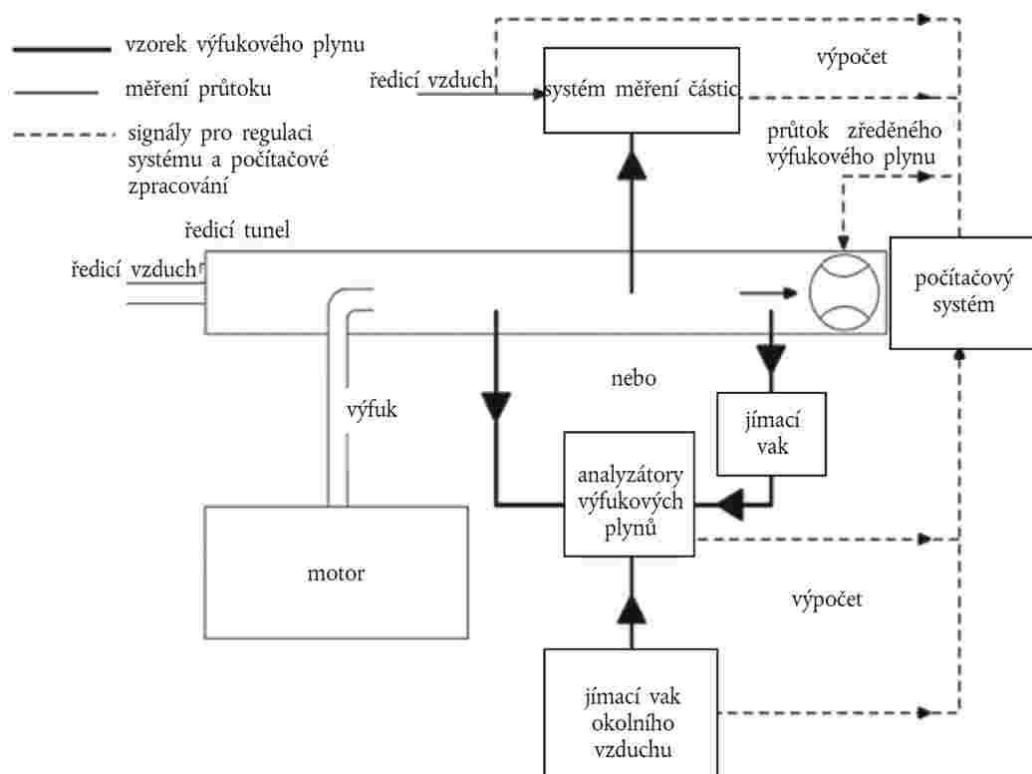 vzorek výfukového plynu
měření průtoku
signály pro regulaci
systému a počítačové
zpracování
ředicí vzduch
systém měření částic
výpočet
průtok zředěného
výfukového plynu
ředicí tunel
ředicí vzduch
počítačový
systém
výfuk
nebo
jímací
vak
analyzátory
výfukových
plynů
motor
výpočet
jímací vak
okolního
vzduchu